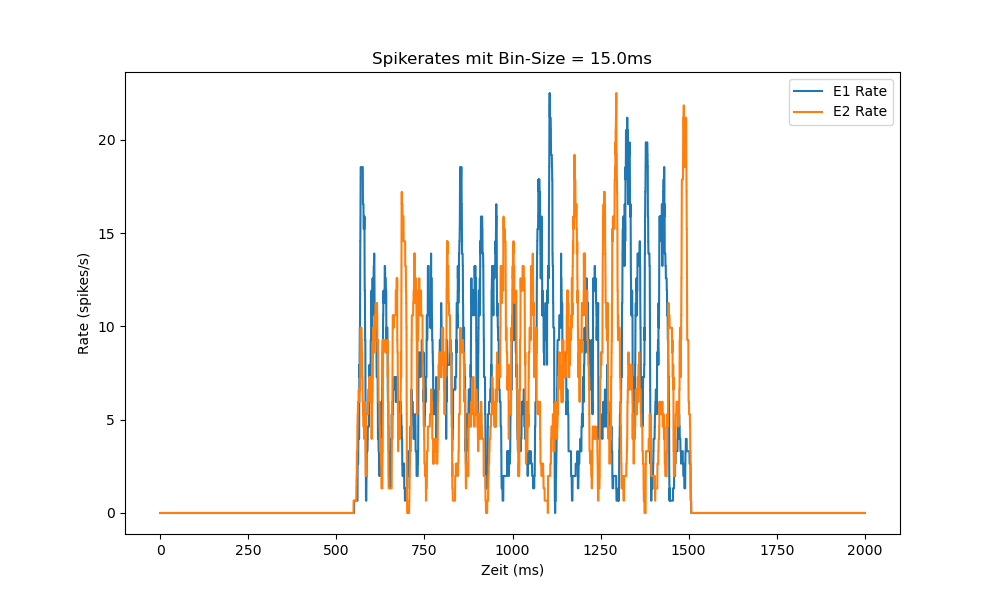 Spikerates mit Bin-Size = 15.0ms
E1 Rate
E2 Rate
Rate (spikes/s)
20
15
10
5
0
0 250 500 750 1000 1250 1500 1750 2000
Zeit (ms)